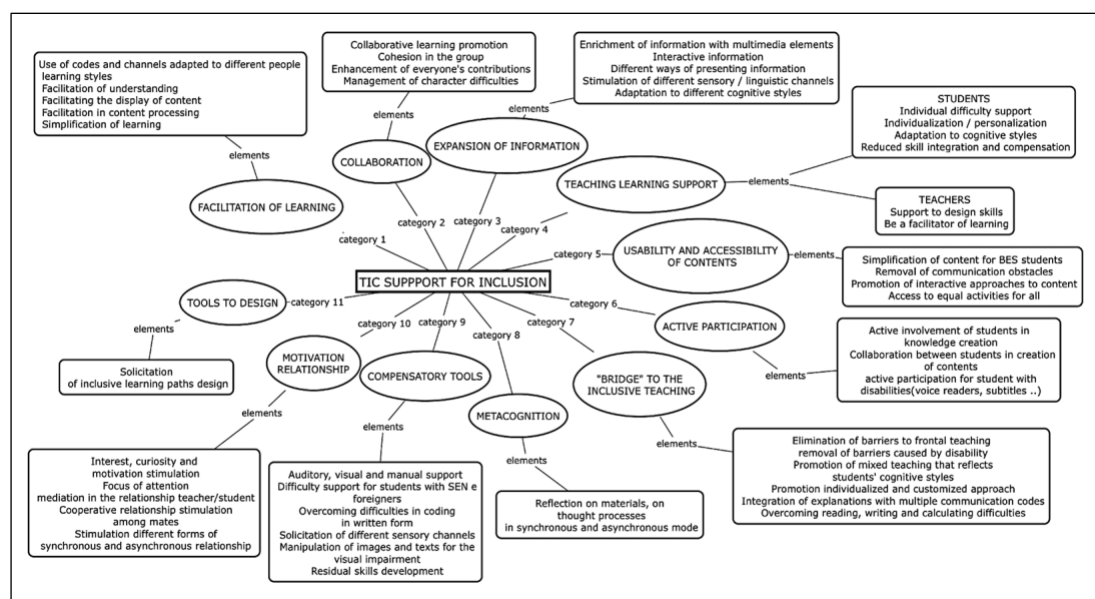 Use of codes and channels adapted to different people
learning styles
Facilitation of understanding
Facilitating the display of content
Facilitation in content processing
Simplification of learning
elements
FACILITATION OF LEARNING
category 1
Collaborative learning promotion
Cohesion in the group
Enhancement of everyone's contributions
Management of character difficulties
elements
COLLABORATION
category 2
Enrichment of information with multimedia elements
Interactive information
Different ways of presenting information
Stimulation of different sensory / linguistic channels
Adaptation to different cognitive styles
elements
EXPANSION OF INFORMATION
category 3
STUDENTS
Individual difficulty support
Individualization / personalization
Adaptation to cognitive styles
Reduced skill integration and compensation
elements
TEACHING LEARNING SUPPORT
category 4
TEACHERS
Support to design skills
Be a facilitator of learning
category 5
USABILITY AND ACCESSIBILITY
OF CONTENTS
elements
Simplification of content for BES students
Removal of communication obstacles
Promotion of interactive approaches to content
Access to equal activities for all
TIC SUPPPORT FOR INCLUSION
category 6
ACTIVE PARTICIPATION
elements
Active involvement of students in
knowledge creation
Collaboration between students in creation
of contents
active participation for student with
disabilities(voice readers, subtitles ..)
category 7
"BRIDGE" TO THE
INCLUSIVE TEACHING
elements
Elimination of barriers to frontal teaching
removal of barriers caused by disability
Promotion of mixed teaching that reflects
students' cognitive styles
Promotion individualized and customized approach
Integration of explanations with multiple communication codes
Overcoming reading, writing and calculating difficulties
category 8
METACOGNITION
elements
Reflection on materials, on
thought processes
in synchronous and asynchronous mode
category 9
COMPENSATORY TOOLS
elements
Auditory, visual and manual support
Difficulty support for students with SEN e
foreigners
Overcoming difficulties in coding
in written form
Solicitation of different sensory channels
Manipulation of images and texts for the
visual impairment
Residual skills development
category 10
MOTIVATION
RELATIONSHIP
elements
Interest, curiosity and
motivation stimulation
Focus of attention
mediation in the relationship teacher/student
Cooperative relationship stimulation
among mates
Stimulation different forms of
synchronous and asynchronous relationship
category 11
TOOLS TO DESIGN
elements
Solicitation
of inclusive learning paths design